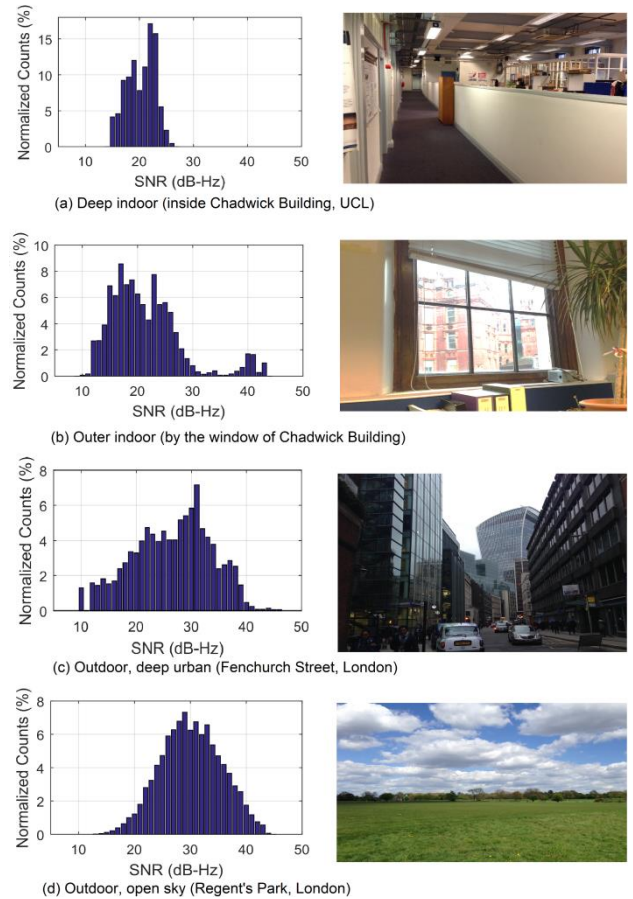 Normalized Counts (%)
15
10
5
0
10 20 30 40 50
SNR (dB-Hz)
(a) Deep indoor (inside Chadwick Building, UCL)
Normalized Counts (%)
10
8
6
4
2
0
10 20 30 40 50
SNR (dB-Hz)
(b) Outer indoor (by the window of Chadwick Building)
Normalized Counts (%)
8
6
4
2
0
10 20 30 40 50
SNR (dB-Hz)
(c) Outdoor, deep urban (Fenchurch Street, London)
Normalized Counts (%)
8
6
4
2
0
10 20 30 40 50
SNR (dB-Hz)
(d) Outdoor, open sky (Regent's Park, London)